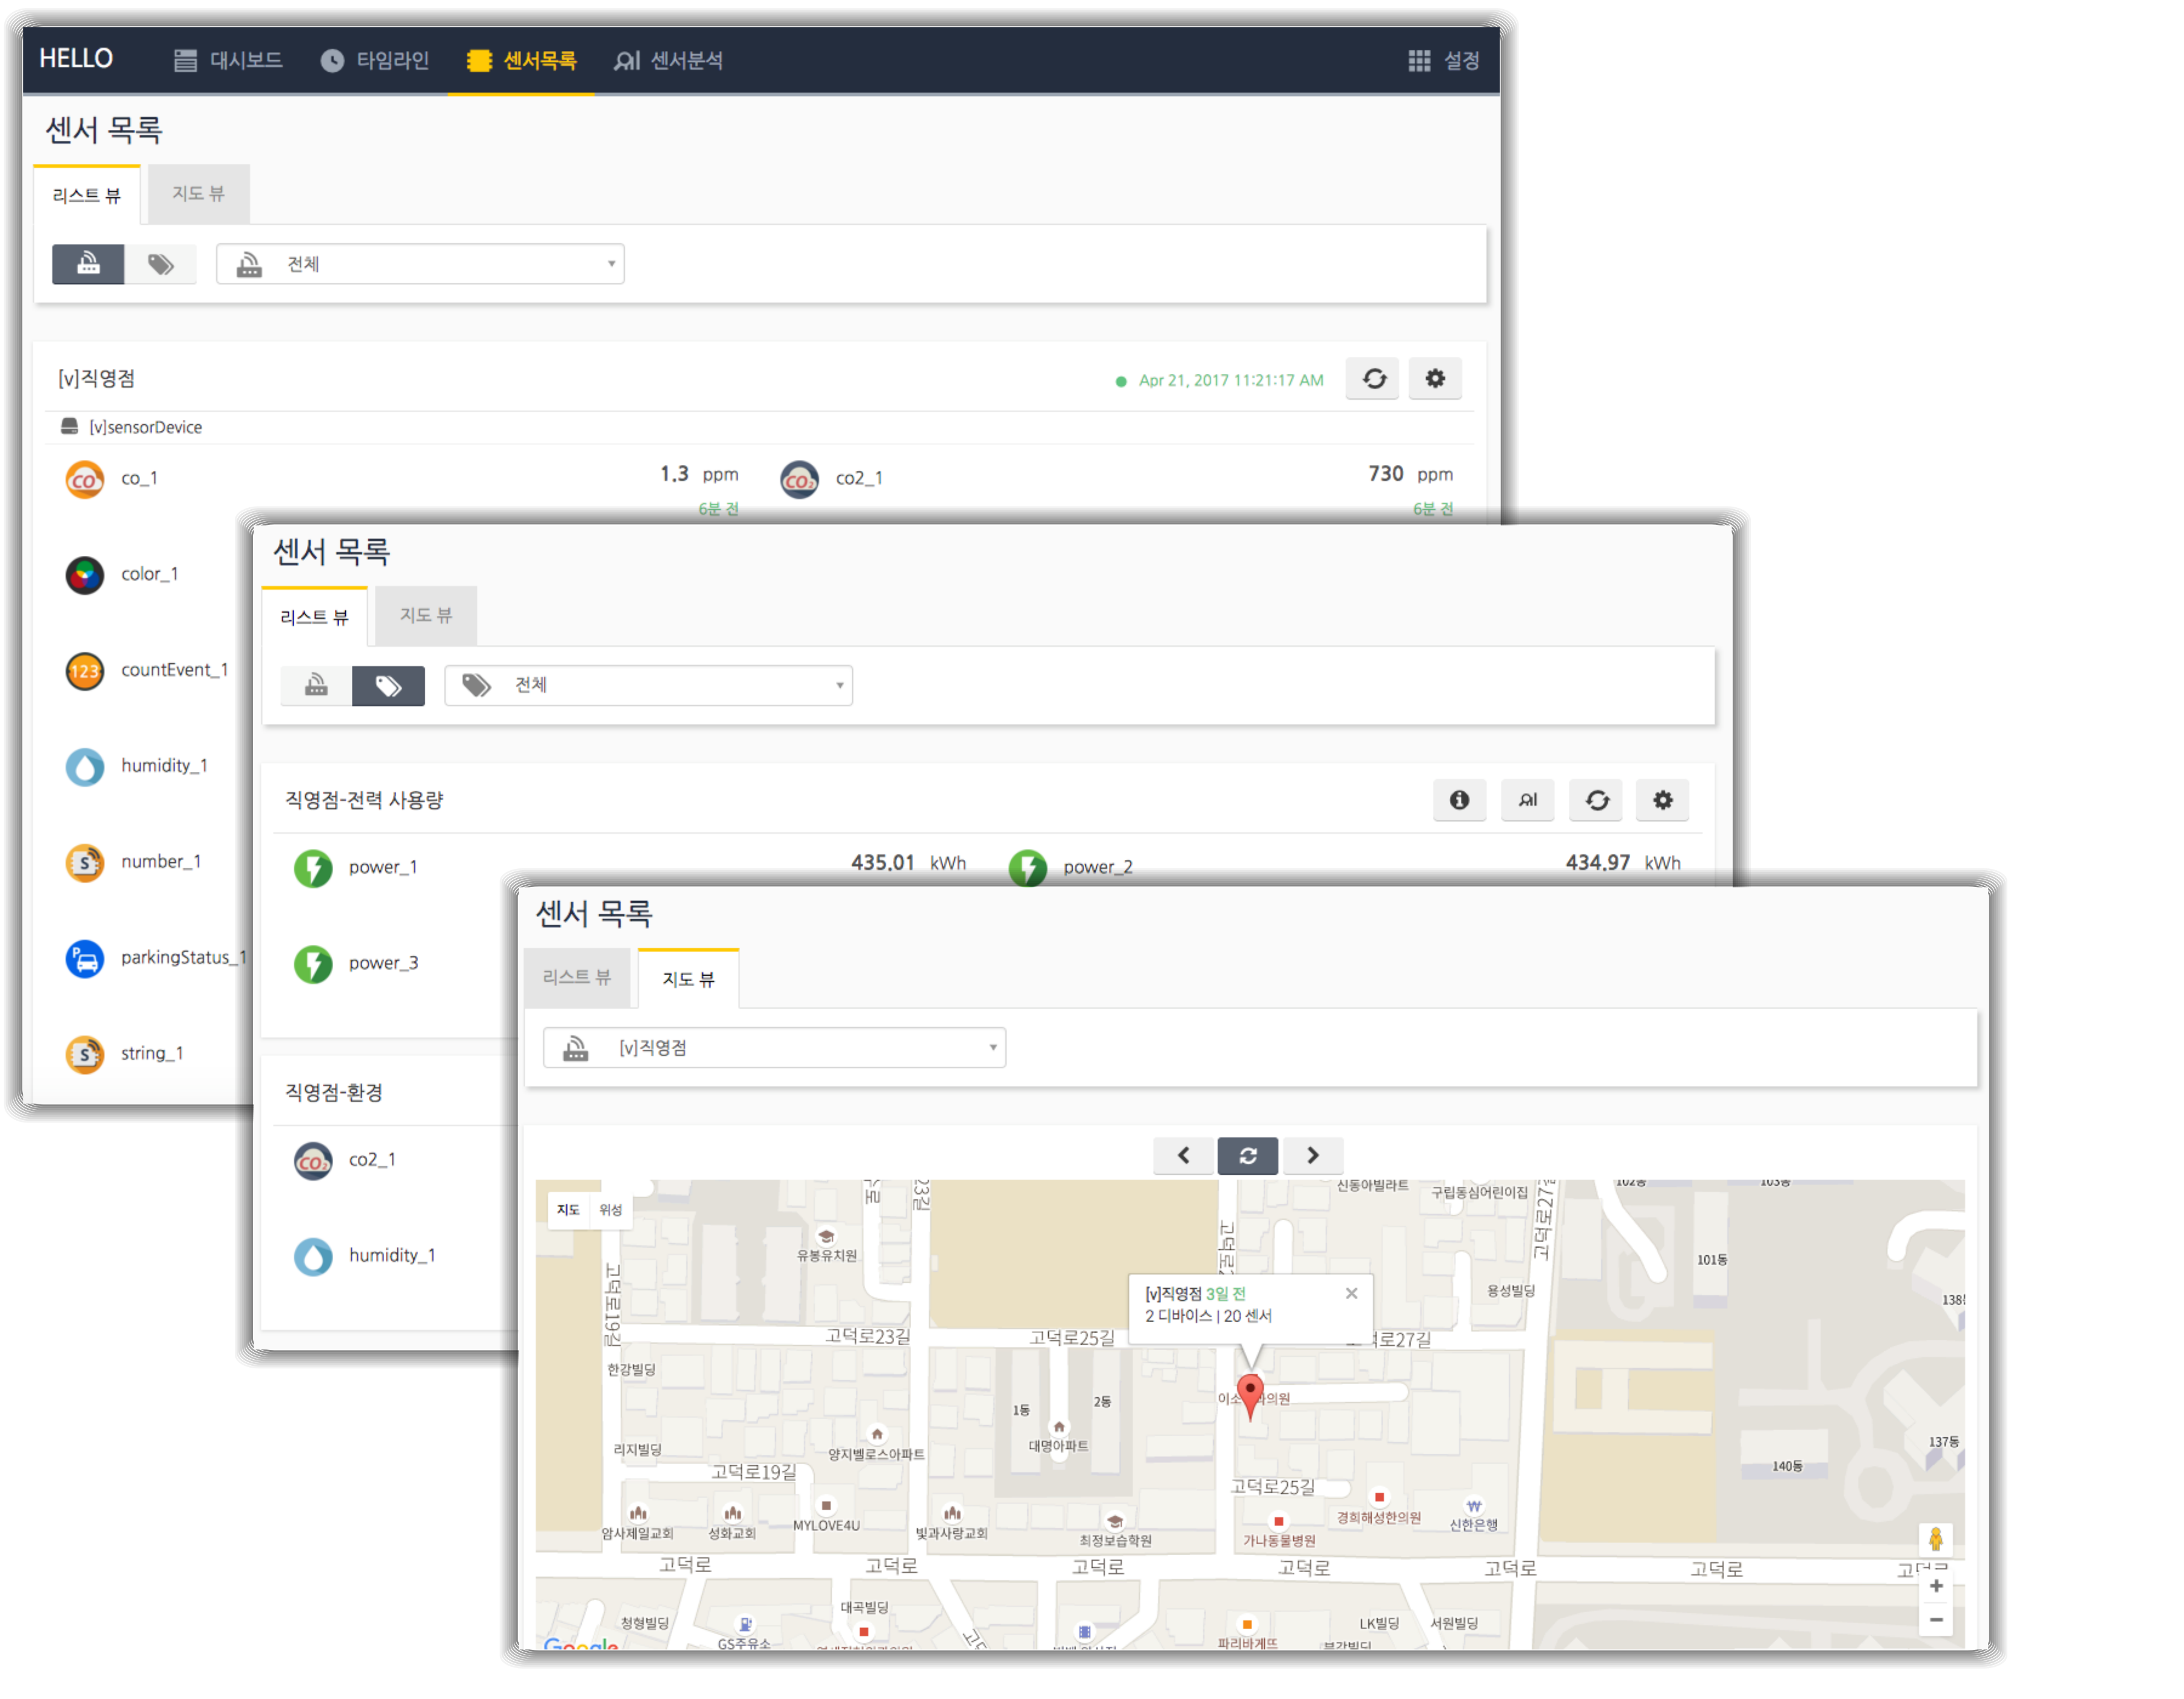 HELLO 대시보드 타임라인 센서목록 센서분석 설정
센서 목록
리스트 뷰 지도 뷰
전체
[v]직영점 Apr 21, 2017 11:21:17 AM
[v]sensorDevice
co_1 1.3 ppm co2_1 730 ppm
6분 전 6분 전
color_1
countEvent_1
humidity_1
number_1
parkingStatus_1
string_1
센서 목록
리스트 뷰 지도 뷰
전체
직영점-전력 사용량
power_1 435.01 kWh power_2 434.97 kWh
power_3
직영점-환경
co2_1
humidity_1
센서 목록
리스트 뷰 지도 뷰
[v]직영점
지도 위성
신동아빌라트 구립동심어린이집
유봉유치원
101동
용성빌딩
고덕로19길
[v]직영점 3일 전
2 디바이스 | 20 센서
고덕로23길 고덕로25길
한강빌딩
1동 2동
리지빌딩 양지벨로스아파트 대명아파트
137동
140동
고덕로19길 고덕로25길
암사제일교회 성화교회 MYLOVE4U 빛과사랑교회 최정보습학원 가나동물병원 경희해성한의원 신한은행
고덕로 고덕로 고덕로 고덕로 고덕로 고덕로
청형빌딩 대곡빌딩 LK빌딩 서원빌딩
GS주유소 파리바게뜨
Google